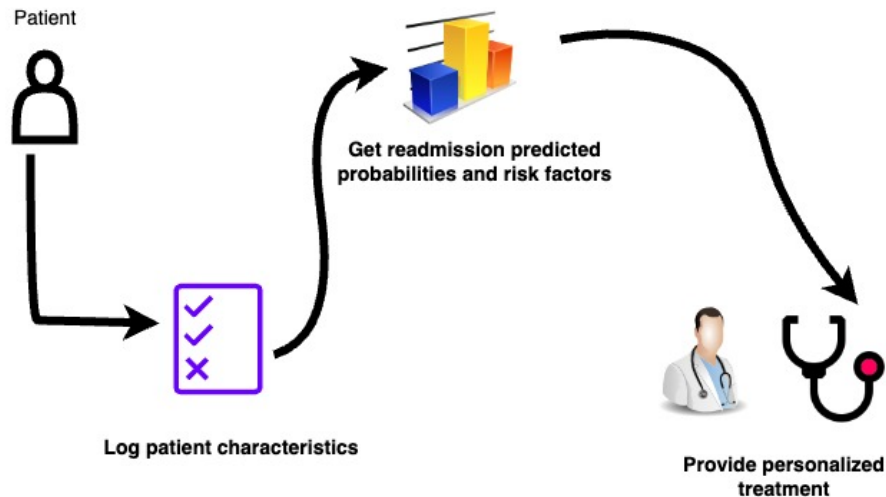 Patient
Get readmission predicted
probabilities and risk factors
Log patient characteristics
Provide personalized
treatment